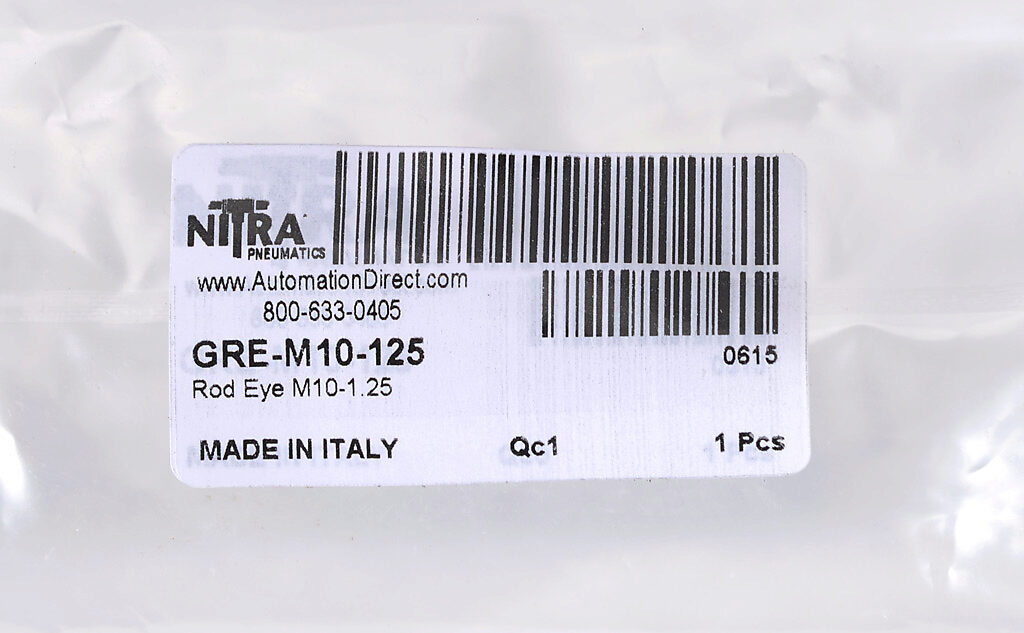 NITRA
PNEUMATICS
www.AutomationDirect.com
800-633-0405
GRE-M10-125
0615
Rod Eye M10-1.25
MADE IN ITALY Qc1 1 Pcs